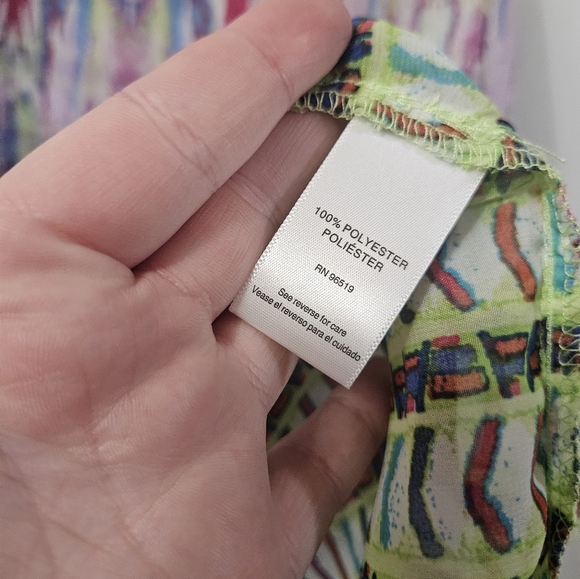 100% POLYESTER
POLIÉSTER
RN 96519
See reverse for care
Vease el reverso para el cuidado